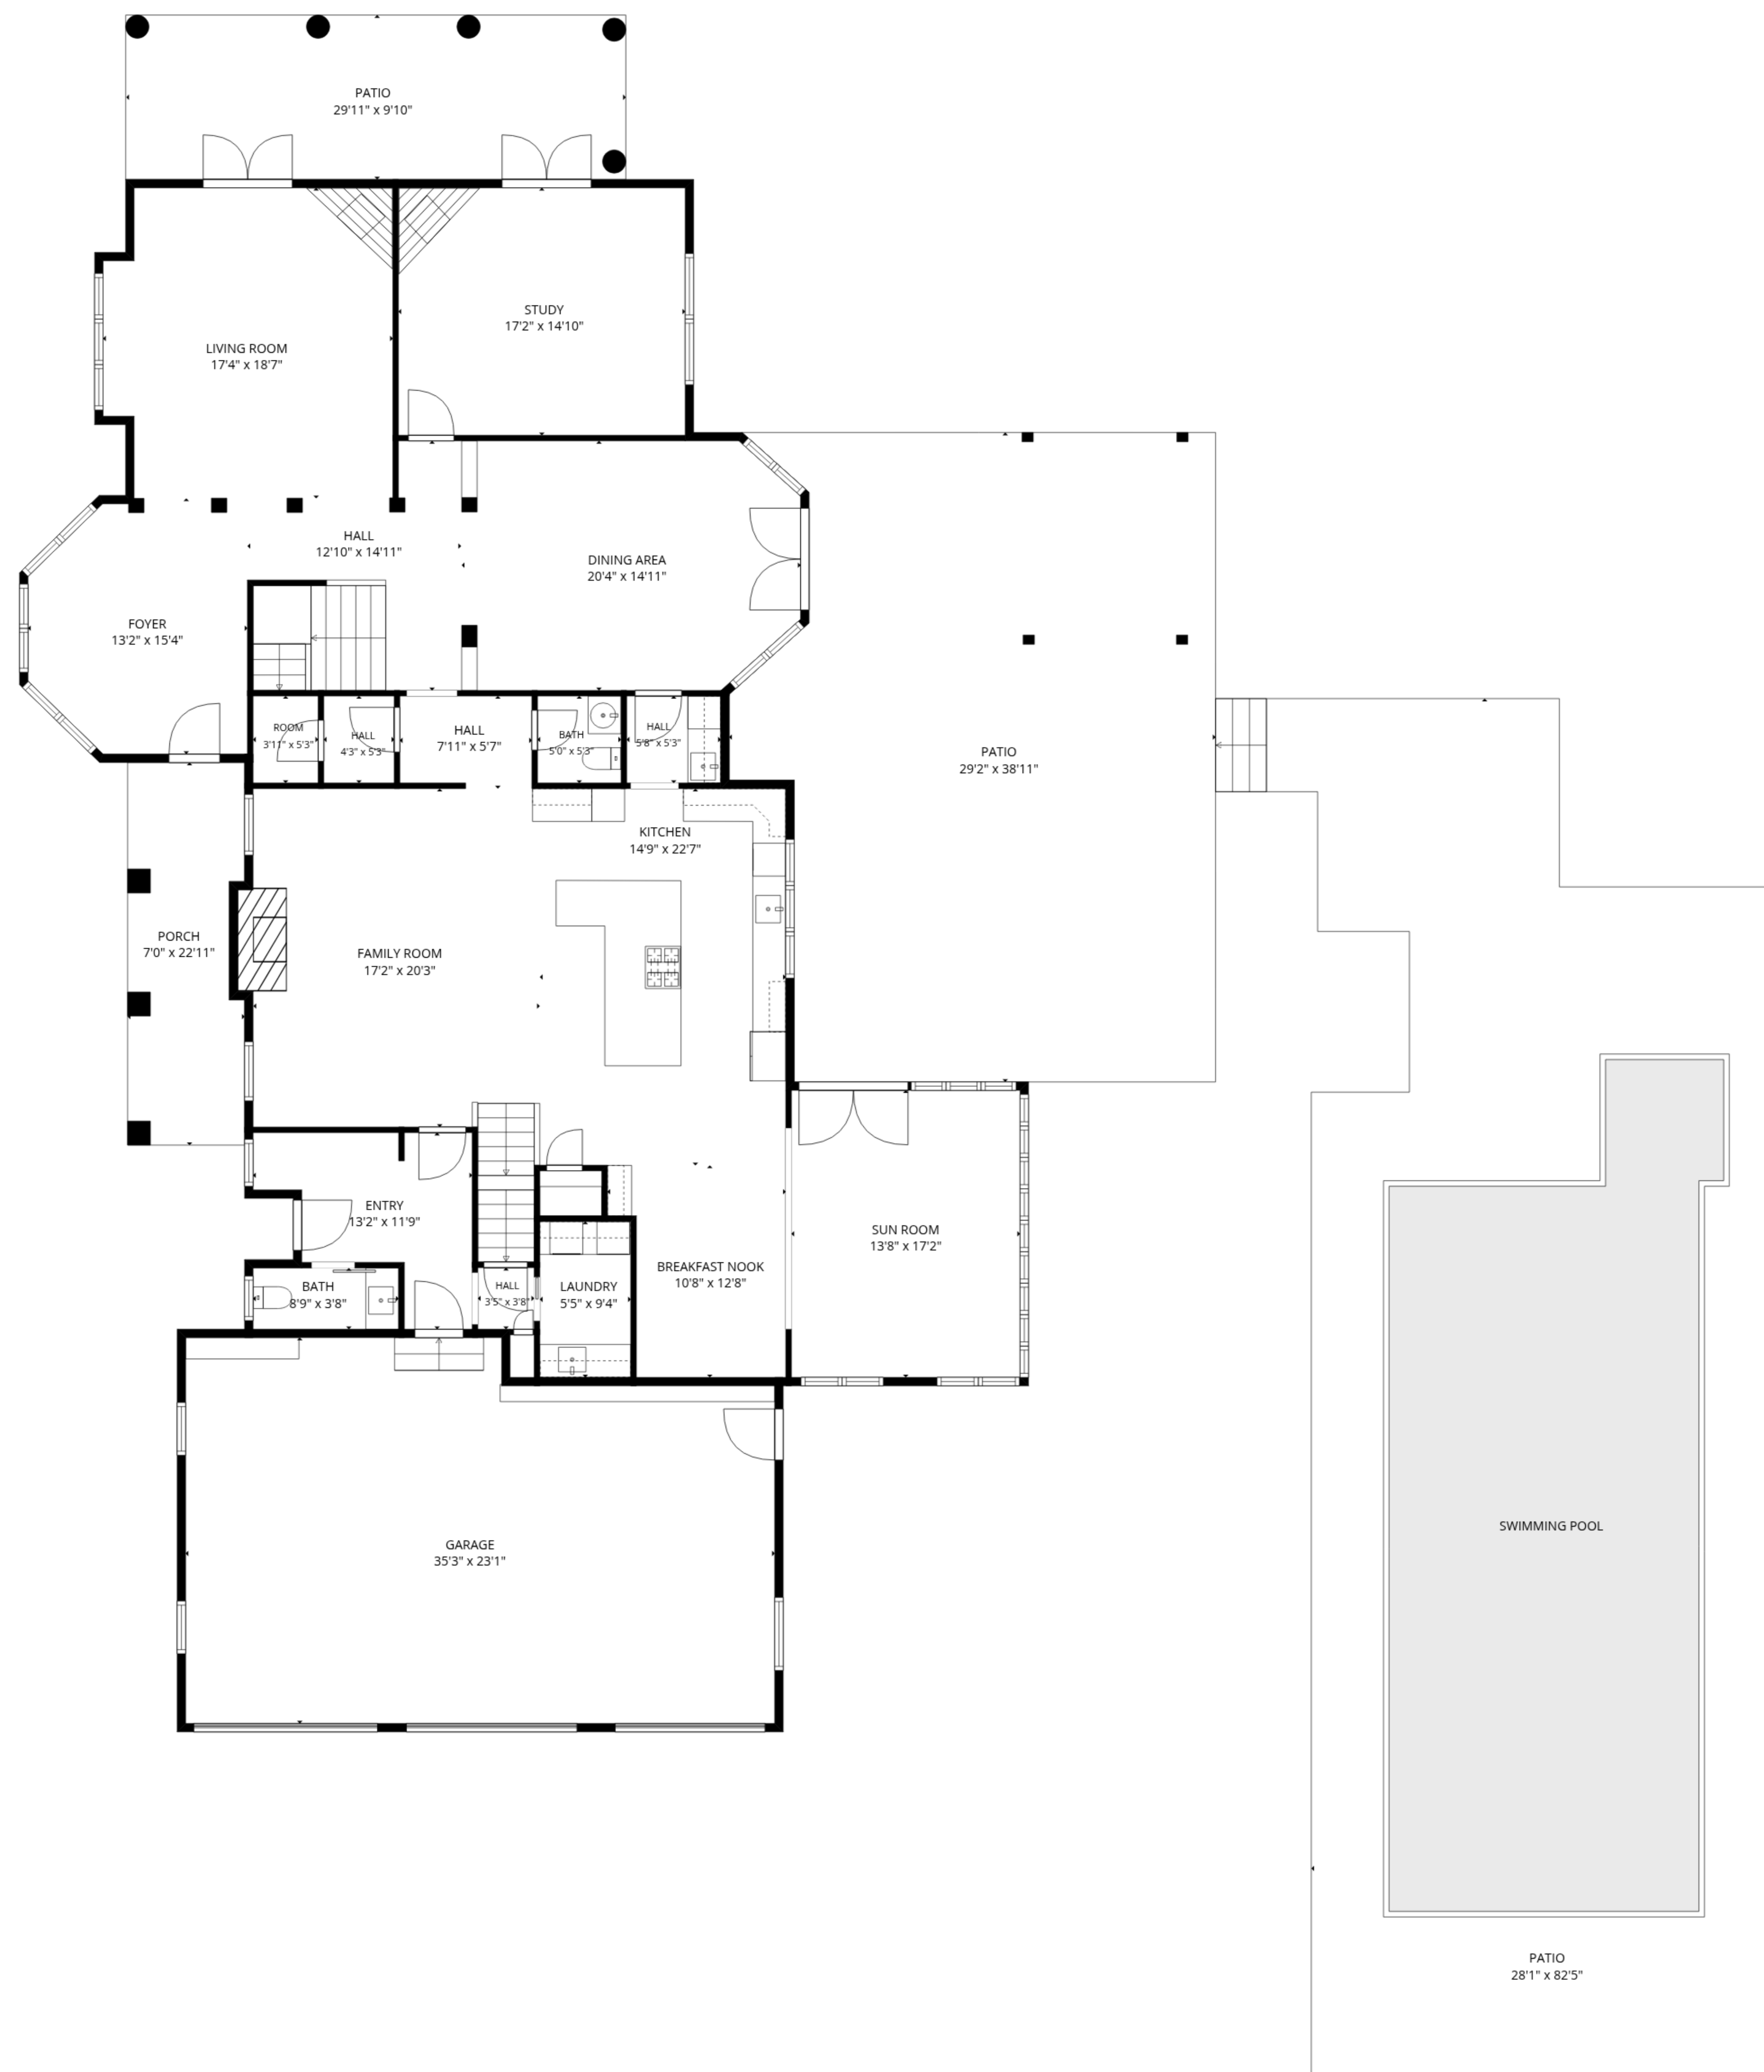 PATIO
29'11" x 9'10"
STUDY
17'2" x 14'10"
LIVING ROOM
17'4" x 18'7"
HALL
12'10" x 14'11"
DINING AREA
20'4" x 14'11"
FOYER
13'2" x 15'4"
ROOM
3'11" x 5'3"
HALL
4'3" x 5'3"
HALL
7'11" x 5'7"
BATH
5'0" x 5'3"
HALL
5'8" x 5'3"
PATIO
29'2" x 38'11"
KITCHEN
14'9" x 22'7"
PORCH
7'0" x 22'11"
FAMILY ROOM
17'2" x 20'3"
ENTRY
13'2" x 11'9"
SUN ROOM
13'8" x 17'2"
BREAKFAST NOOK
10'8" x 12'8"
BATH
8'9" x 3'8"
HALL
3'5" x 3'8"
LAUNDRY
5'5" x 9'4"
GARAGE
35'3" x 23'1"
SWIMMING POOL
PATIO
28'1" x 82'5"